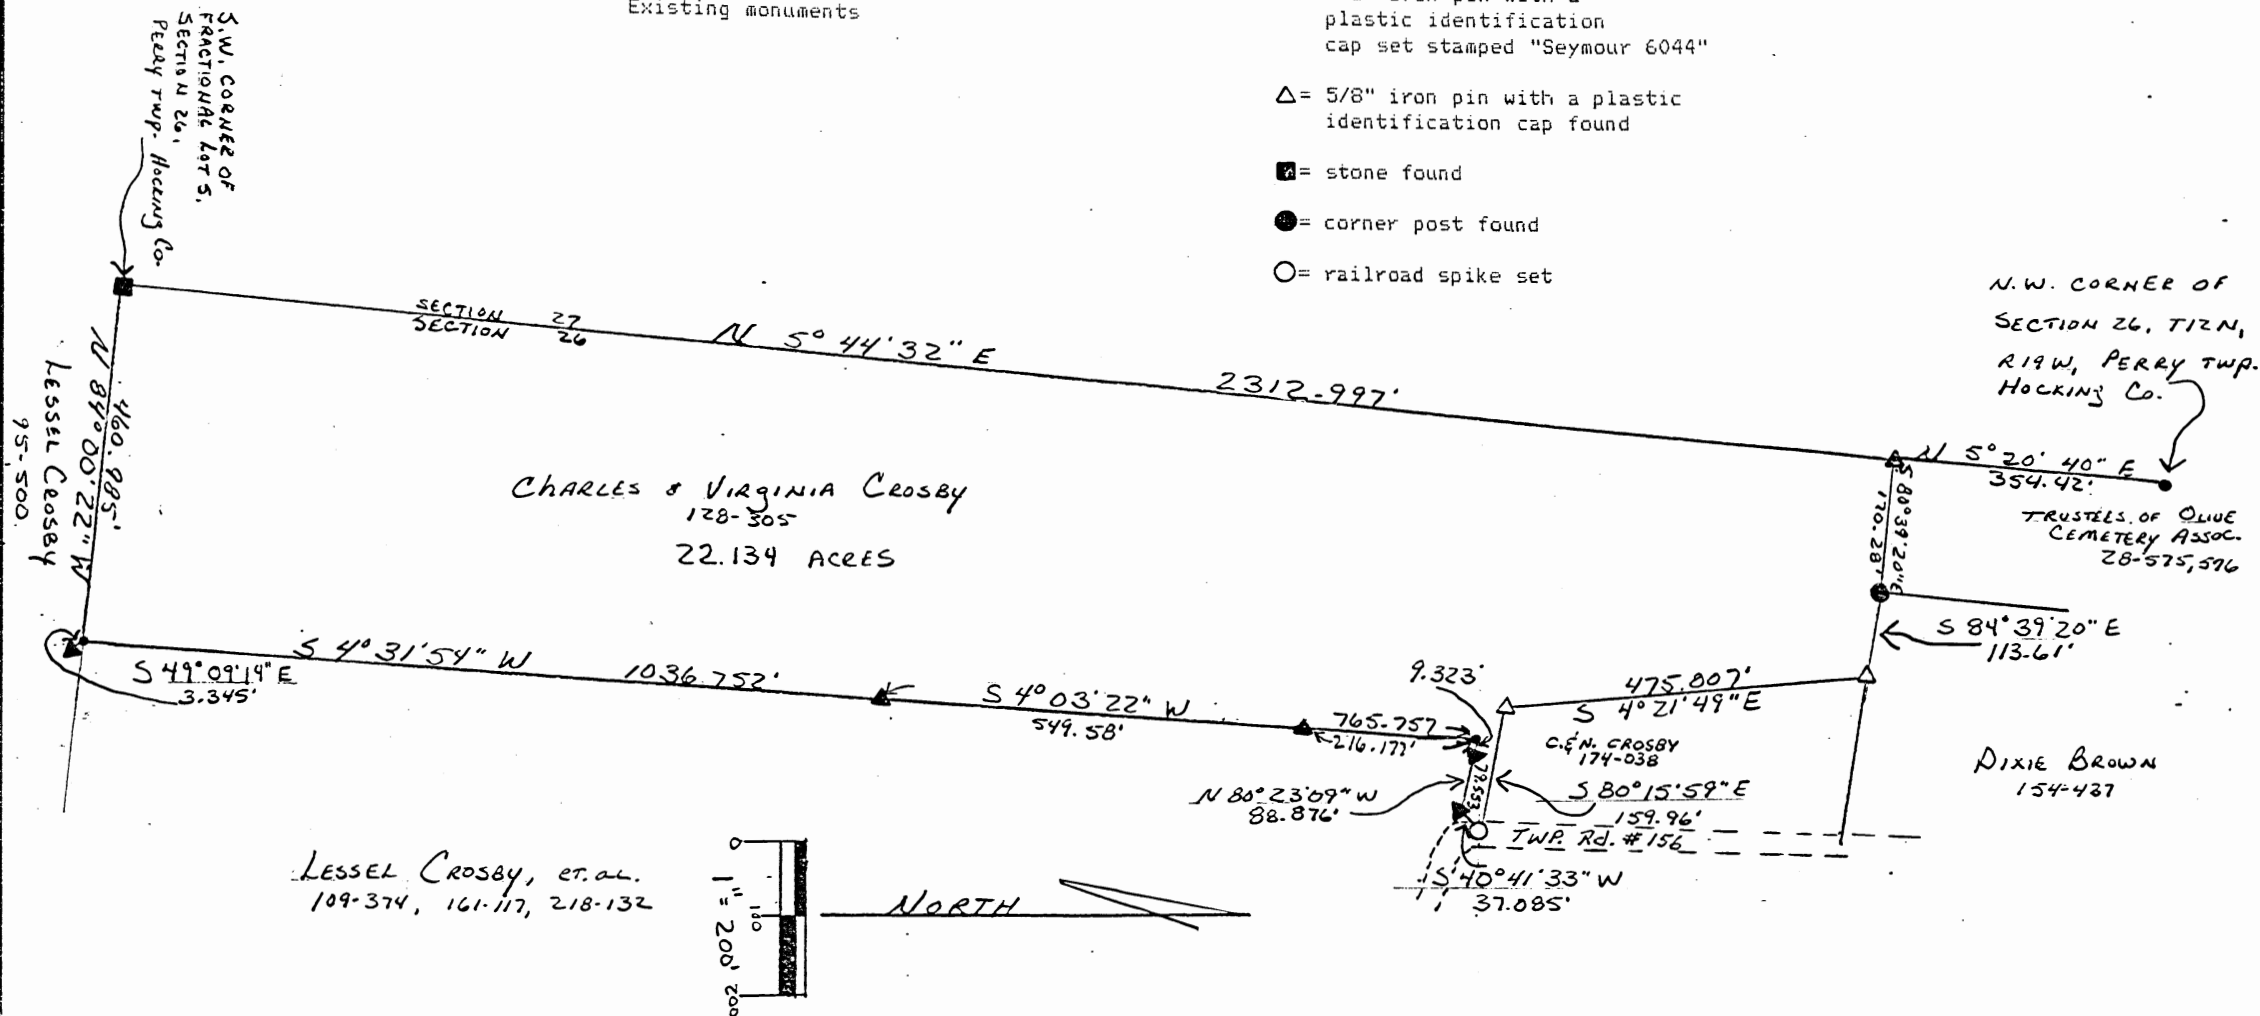 Existing monuments
plastic identification
cap set stamped "Seymour 6044"
△= 5/8" iron pin with a plastic
identification cap found
■= stone found
●= corner post found
○= railroad spike set
S.W. CORNER OF
FRACTIONAL LOT 5,
SECTION 26,
PERRY TWP. HOCKING Co.
N.W. CORNER OF
SECTION 26, T12N,
R19W, PERRY TWP.
HOCKING Co.
SECTION 27
SECTION 26
N 5° 44' 32" E
2312.997'
N 5° 20' 40" E
354.42'
TRUSTEES OF OLIVE
CEMETERY ASSOC.
28-575,576
S 80°39'20"E
170.28'
S 84°39'20" E
113.61'
460.985'
N 84°00'22" W
LESSEL CROSBY
95-500
CHARLES & VIRGINIA CROSBY
128-305
22.134 ACRES
S 4°31'54" W 1036.752'
S 49°09'14" E
3.345'
S 4°03'22" W
549.58'
765.757
216.177'
9.323'
475.807'
S 4°21'49"E
C. & N. CROSBY
174-038
79.553
N 80°23'09" W
88.876'
S 80°15'59" E
159.96'
TWP. Rd. #156
S 40°41'33" W
37.085'
DIXIE BROWN
154-437
LESSEL CROSBY, ET. AL.
109-374, 161-117, 218-132
0
100
200
1" = 200'
NORTH